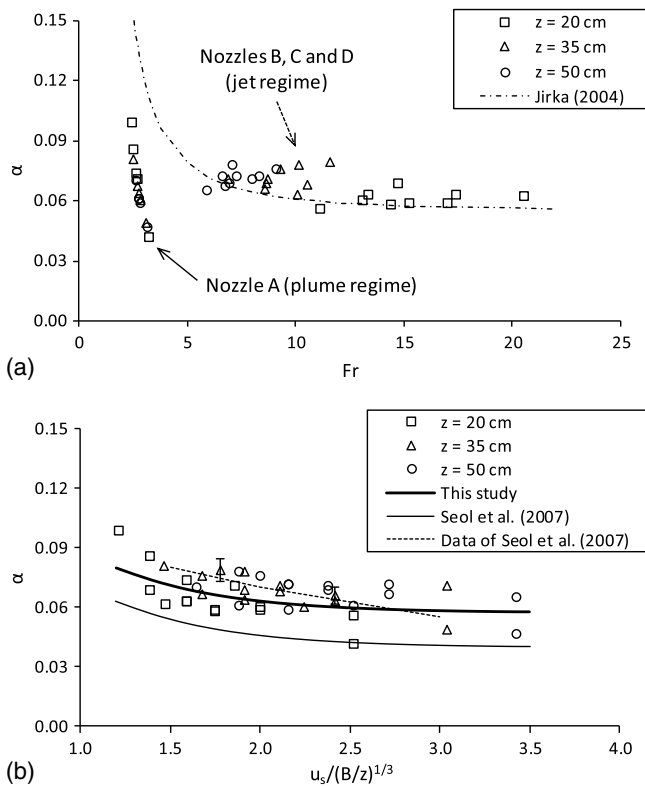 0.15
0.12
0.09
0.06
0.03
0.00
α
0 5 10 15 20 25
Fr
z = 20 cm
z = 35 cm
z = 50 cm
Jirka (2004)
Nozzles B, C and D
(jet regime)
Nozzle A (plume regime)
(a)
0.15
0.12
0.09
0.06
0.03
0.00
α
1.0 1.5 2.0 2.5 3.0 3.5 4.0
uₛ/(B/z)¹/³
z = 20 cm
z = 35 cm
z = 50 cm
This study
Seol et al. (2007)
Data of Seol et al. (2007)
(b)